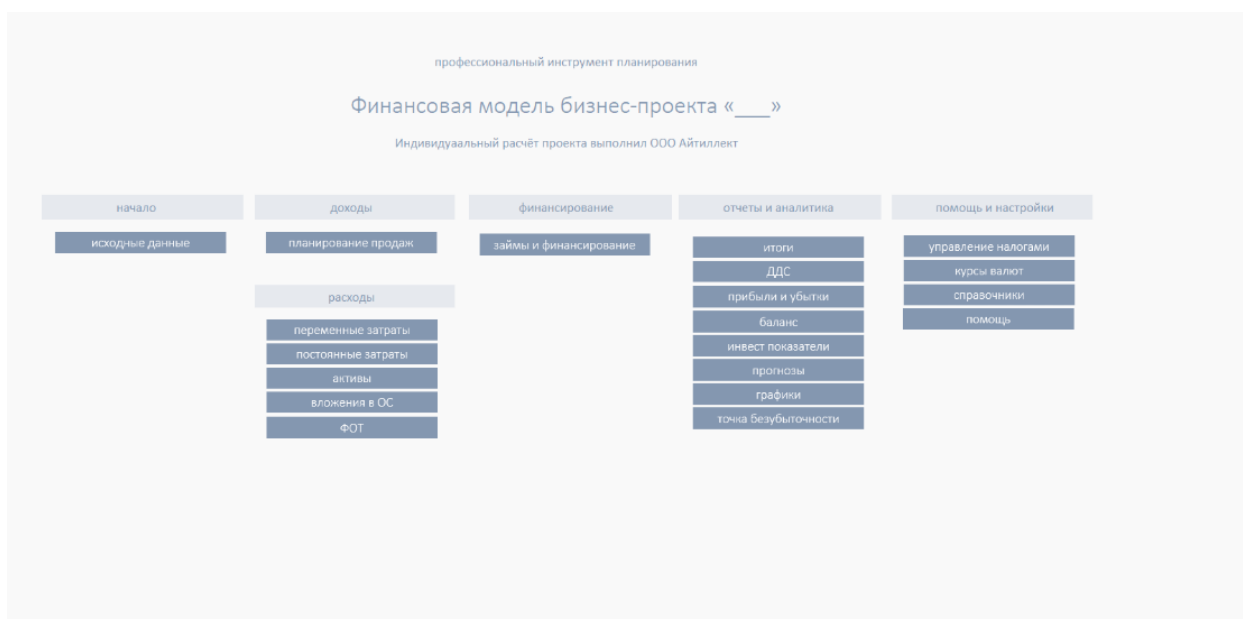 профессиональный инструмент планирования
Финансовая модель бизнес-проекта «___»
Индивидуаальный расчёт проекта выполнил ООО Айтиллект
начало
исходные данные
доходы
планирование продаж
расходы
переменные затраты
постоянные затраты
активы
вложения в ОС
ФОТ
финансирование
займы и финансирование
отчеты и аналитика
итоги
ДДС
прибыли и убытки
баланс
инвест показатели
прогнозы
графики
точка безубыточности
помощь и настройки
управление налогами
курсы валют
справочники
помощь